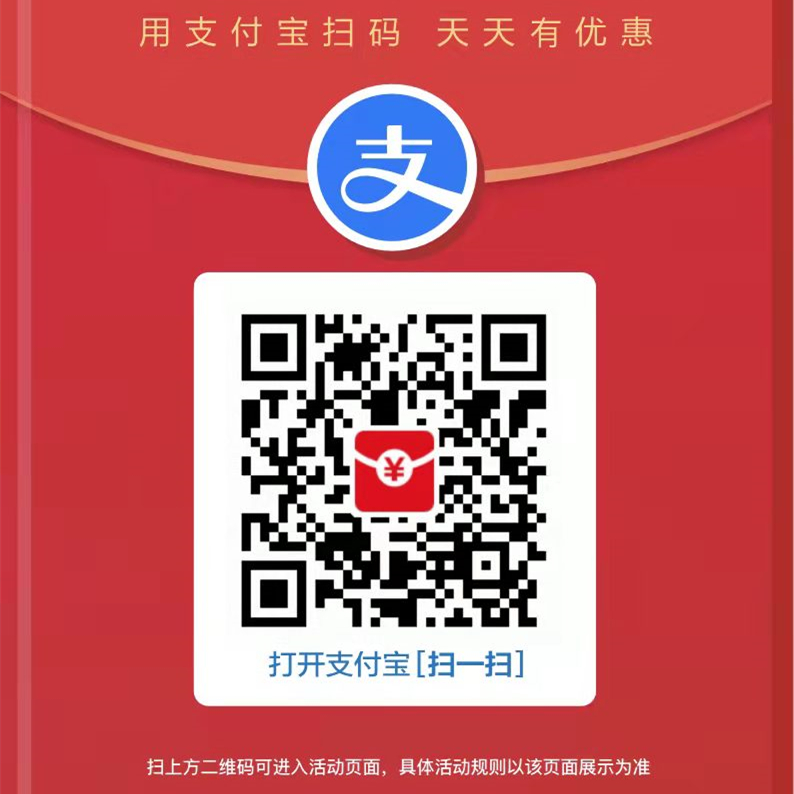 用支付宝扫码 天天有优惠
支
¥
打开支付宝[扫一扫]
扫上方二维码可进入活动页面，具体活动规则以该页面展示为准